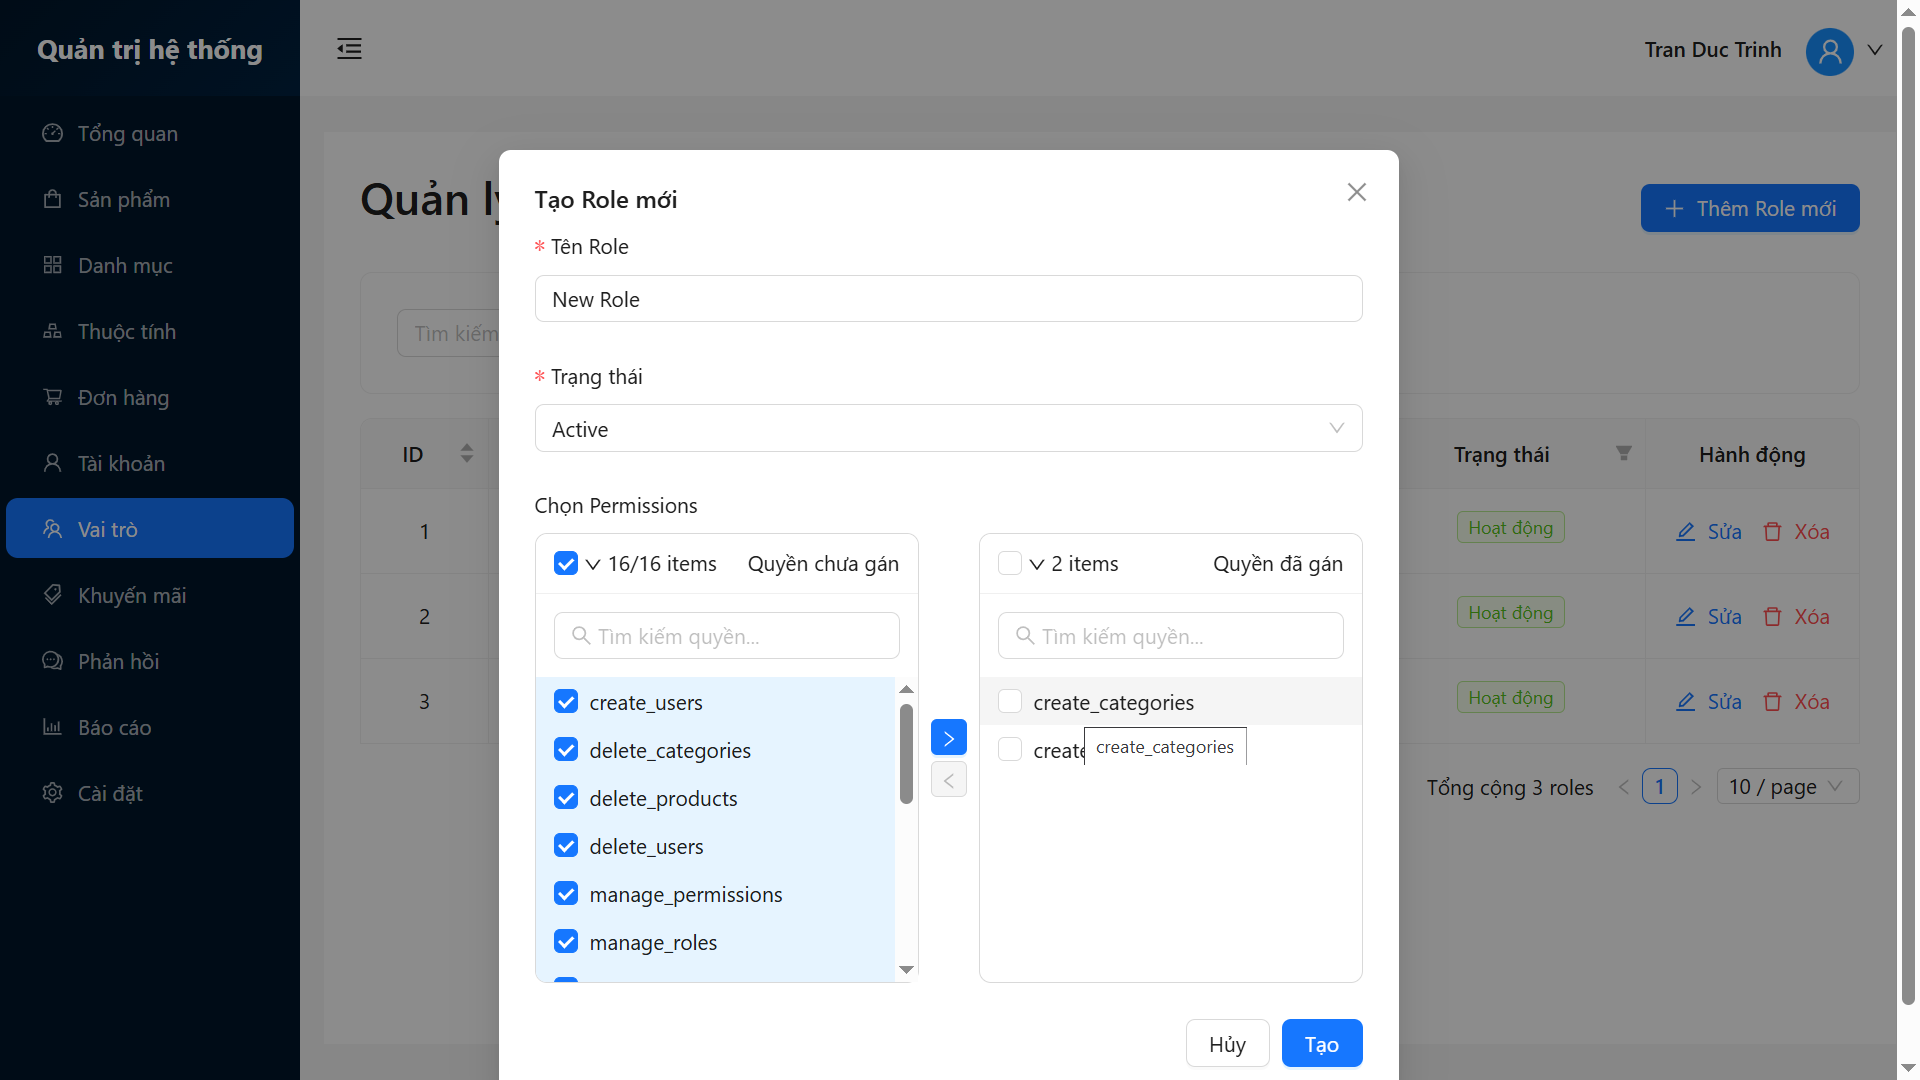 Quản trị hệ thống
Tran Duc Trinh
Tổng quan
Sản phẩm
Danh mục
Thuộc tính
Đơn hàng
Tài khoản
Vai trò
Khuyến mãi
Phản hồi
Báo cáo
Cài đặt
Quản lý
Thêm Role mới
Tìm kiếm
ID
Trạng thái
Hành động
1
Hoạt động
Sửa
Xóa
2
Hoạt động
Sửa
Xóa
3
Hoạt động
Sửa
Xóa
Tổng cộng 3 roles
1
10 / page
Tạo Role mới
* Tên Role
New Role
* Trạng thái
Active
Chọn Permissions
16/16 items
Quyền chưa gán
Tìm kiếm quyền...
create_users
delete_categories
delete_products
delete_users
manage_permissions
manage_roles
2 items
Quyền đã gán
Tìm kiếm quyền...
create_categories
create
create_categories
Hủy
Tạo